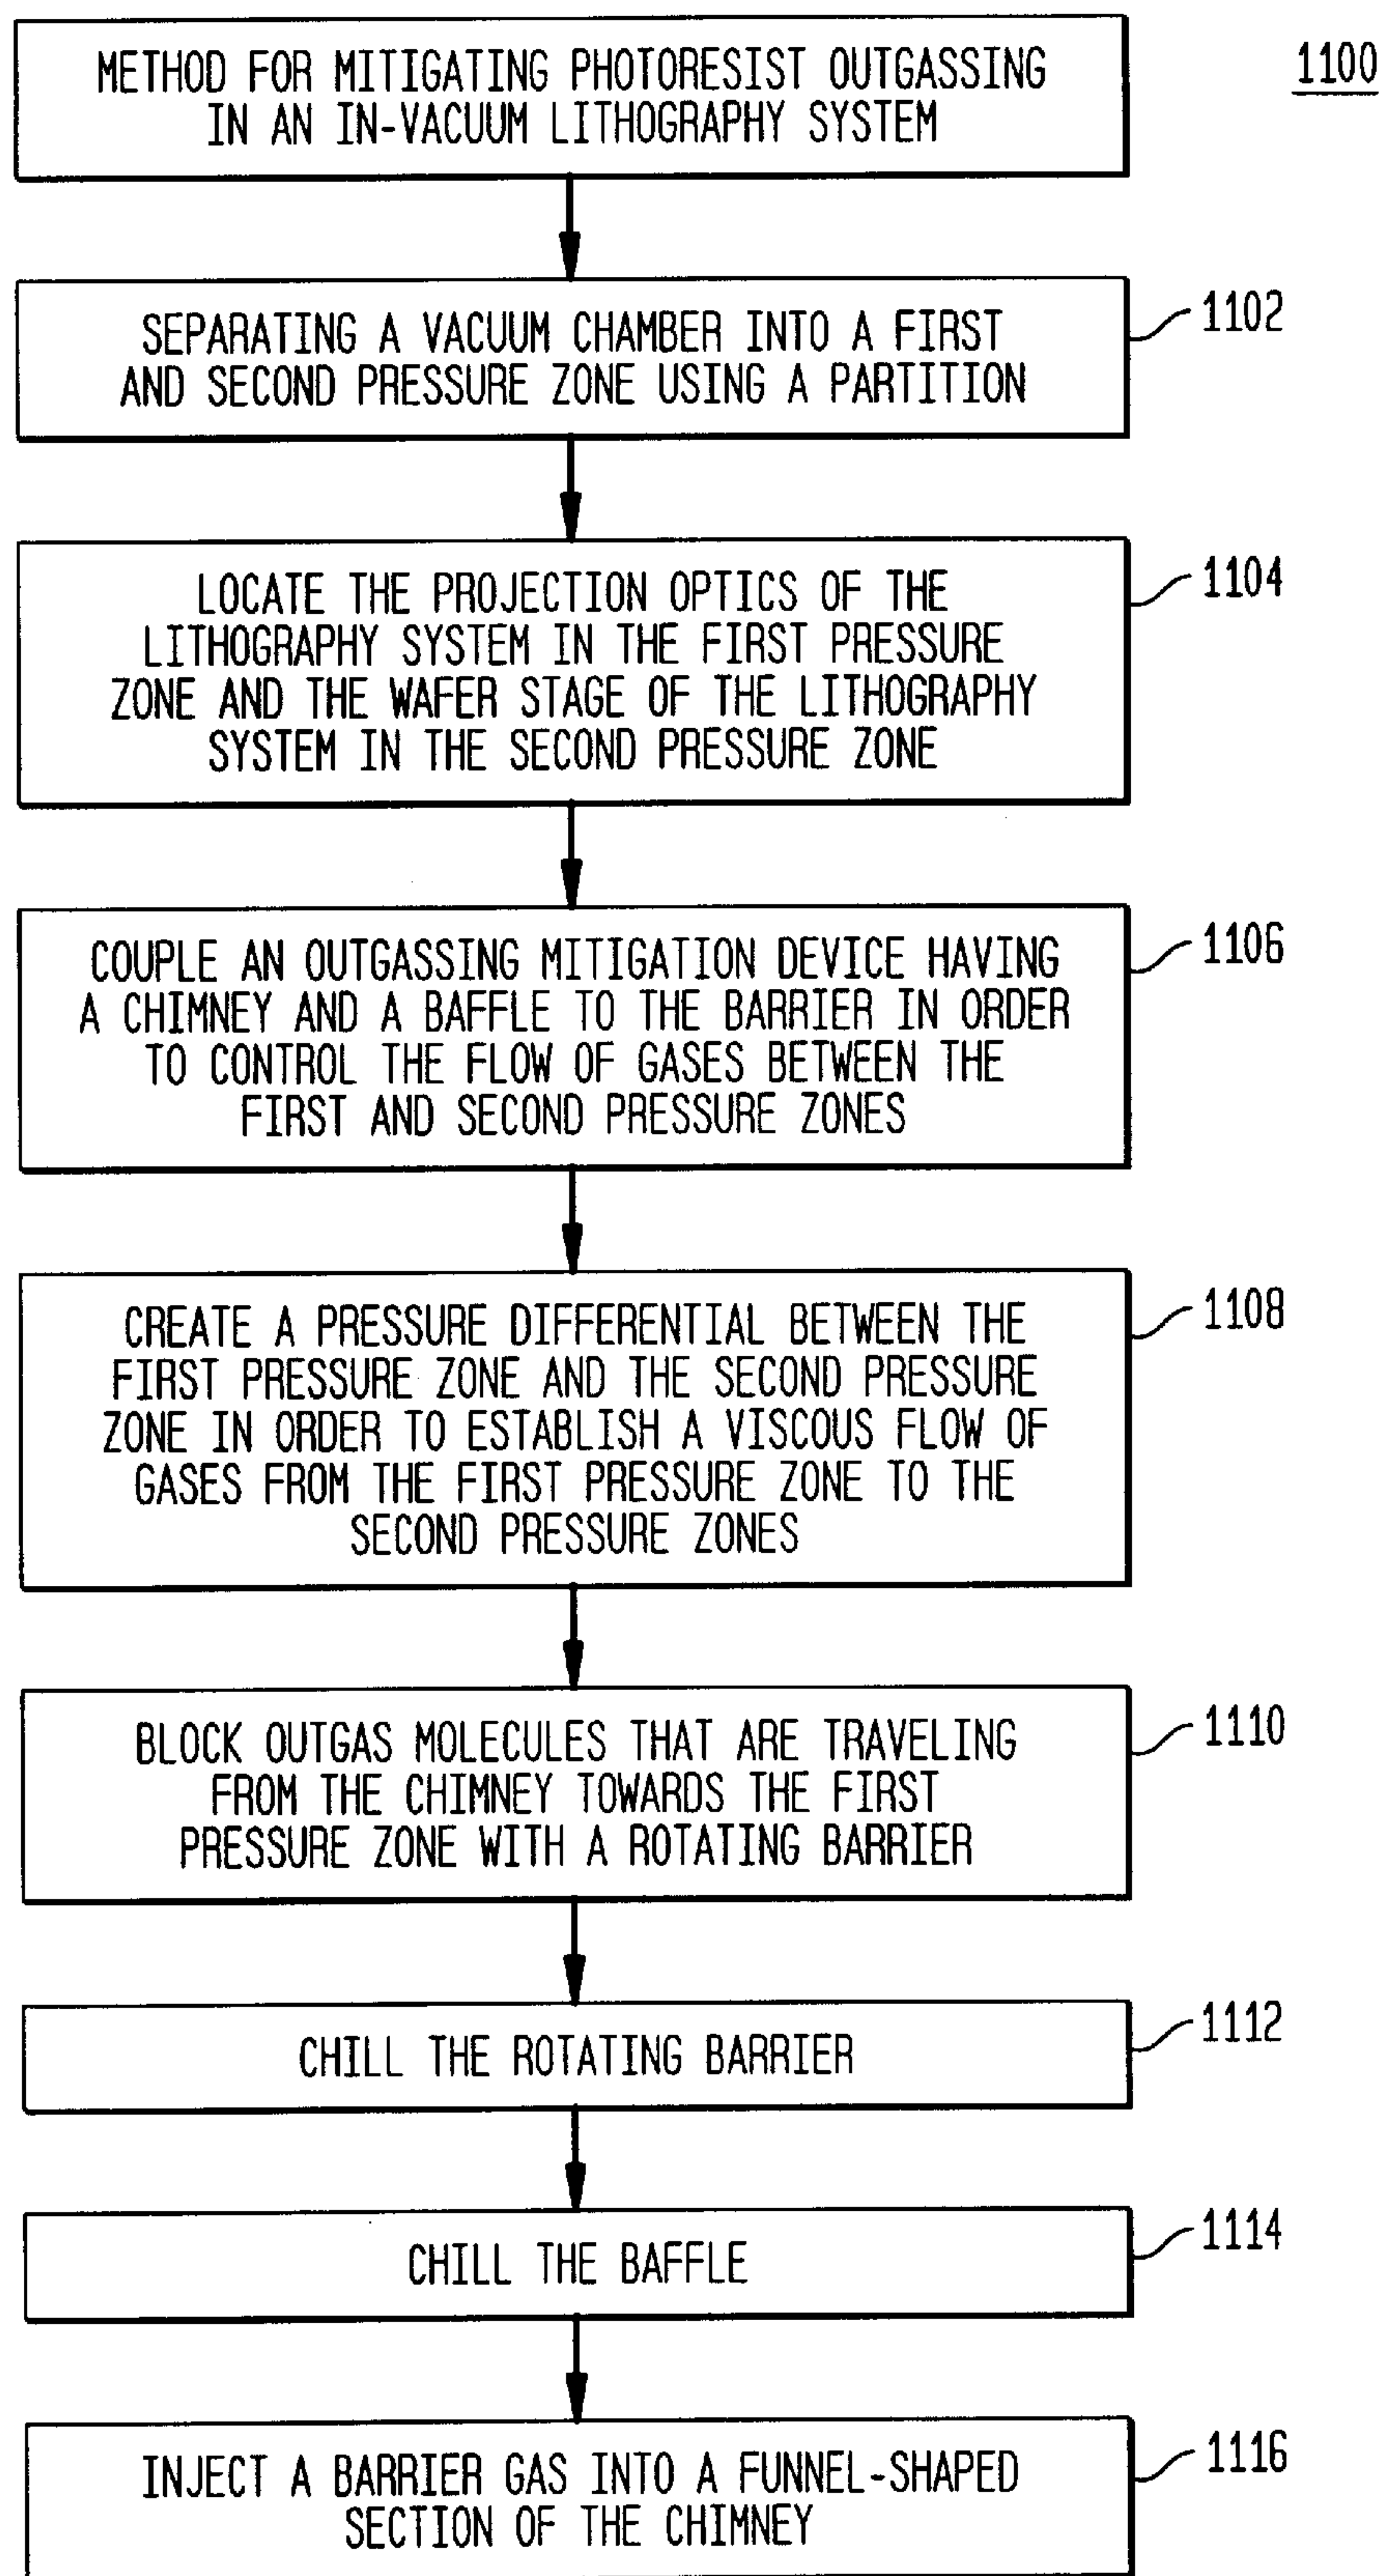 METHOD FOR MITIGATING PHOTORESIST OUTGASSING
IN AN IN-VACUUM LITHOGRAPHY SYSTEM
1100
SEPARATING A VACUUM CHAMBER INTO A FIRST
AND SECOND PRESSURE ZONE USING A PARTITION
1102
LOCATE THE PROJECTION OPTICS OF THE
LITHOGRAPHY SYSTEM IN THE FIRST PRESSURE
ZONE AND THE WAFER STAGE OF THE LITHOGRAPHY
SYSTEM IN THE SECOND PRESSURE ZONE
1104
COUPLE AN OUTGASSING MITIGATION DEVICE HAVING
A CHIMNEY AND A BAFFLE TO THE BARRIER IN ORDER
TO CONTROL THE FLOW OF GASES BETWEEN THE
FIRST AND SECOND PRESSURE ZONES
1106
CREATE A PRESSURE DIFFERENTIAL BETWEEN THE
FIRST PRESSURE ZONE AND THE SECOND PRESSURE
ZONE IN ORDER TO ESTABLISH A VISCOUS FLOW OF
GASES FROM THE FIRST PRESSURE ZONE TO THE
SECOND PRESSURE ZONES
1108
BLOCK OUTGAS MOLECULES THAT ARE TRAVELING
FROM THE CHIMNEY TOWARDS THE FIRST
PRESSURE ZONE WITH A ROTATING BARRIER
1110
CHILL THE ROTATING BARRIER
1112
CHILL THE BAFFLE
1114
INJECT A BARRIER GAS INTO A FUNNEL-SHAPED
SECTION OF THE CHIMNEY
1116